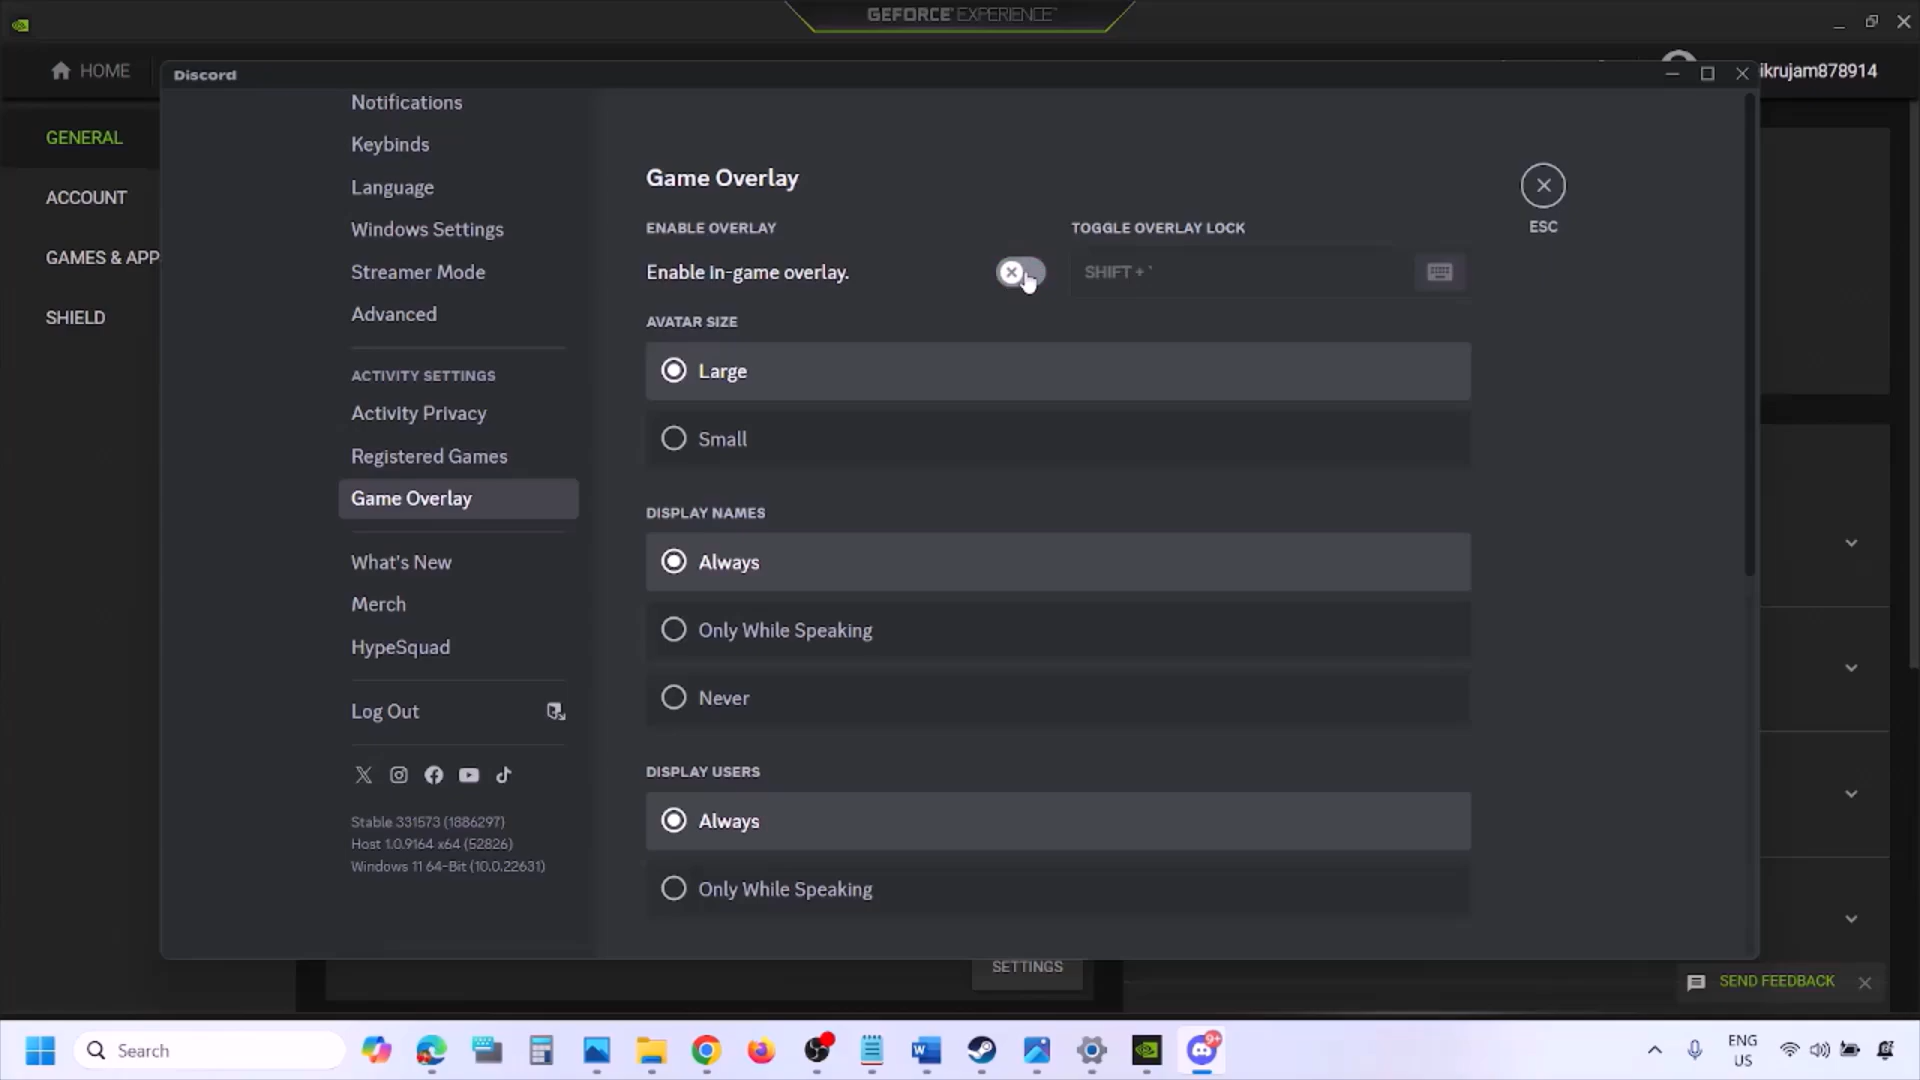 GEFORCE EXPERIENCE
HOME
ikrujam878914
Discord
GENERAL
ACCOUNT
GAMES & APP
SHIELD
Notifications
Keybinds
Language
Windows Settings
Streamer Mode
Advanced
ACTIVITY SETTINGS
Activity Privacy
Registered Games
Game Overlay
What's New
Merch
HypeSquad
Log Out
Stable 331573 (1886297)
Host 1.0.9164 x64 (52826)
Windows 11 64-Bit (10.0.22631)
Game Overlay
ENABLE OVERLAY
Enable in-game overlay.
TOGGLE OVERLAY LOCK
SHIFT + `
ESC
AVATAR SIZE
Large
Small
DISPLAY NAMES
Always
Only While Speaking
Never
DISPLAY USERS
Always
Only While Speaking
SETTINGS
SEND FEEDBACK
Search
9+
ENG
US